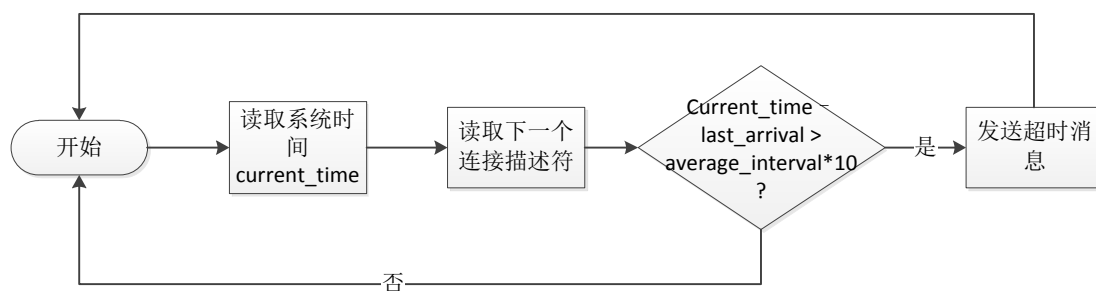 开始
读取系统时
间
current_time
读取下一个
连接描述符
Current_time –
last_arrival >
average_interval*10
?
是
发送超时消
息
否